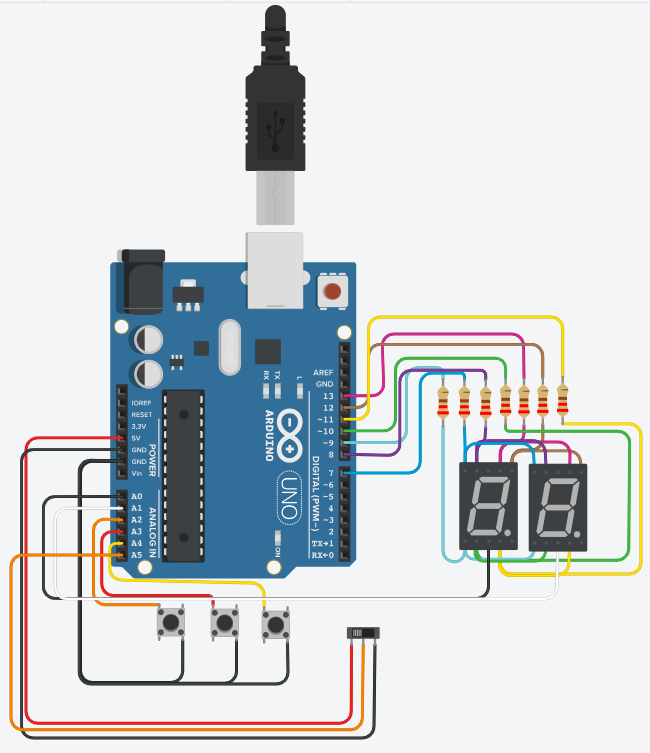 AREF
GND
13
12
~11
~10
~9
8
7
~6
~5
4
~3
2
TX→1
RX←0
DIGITAL (PWM~)
RX
TX
L
ARDUINO
UNO
ON
IOREF
RESET
3.3V
5V
GND
GND
Vin
POWER
A0
A1
A2
A3
A4
A5
ANALOG IN